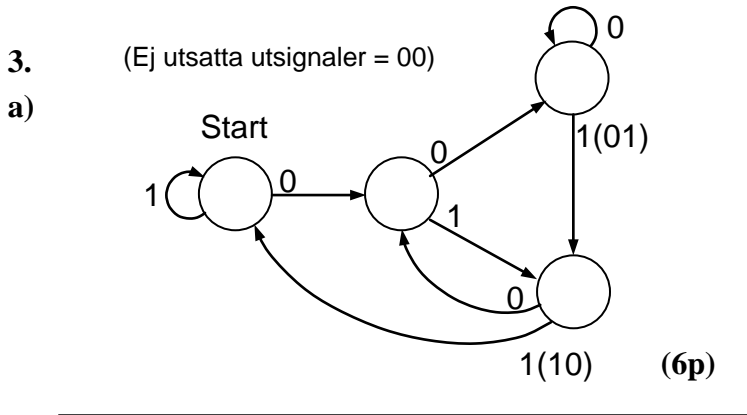 3.
(Ej utsatta utsignaler = 00)
0
a)
Start
1(01)
0
1
0
1
0
1(10)
(6p)